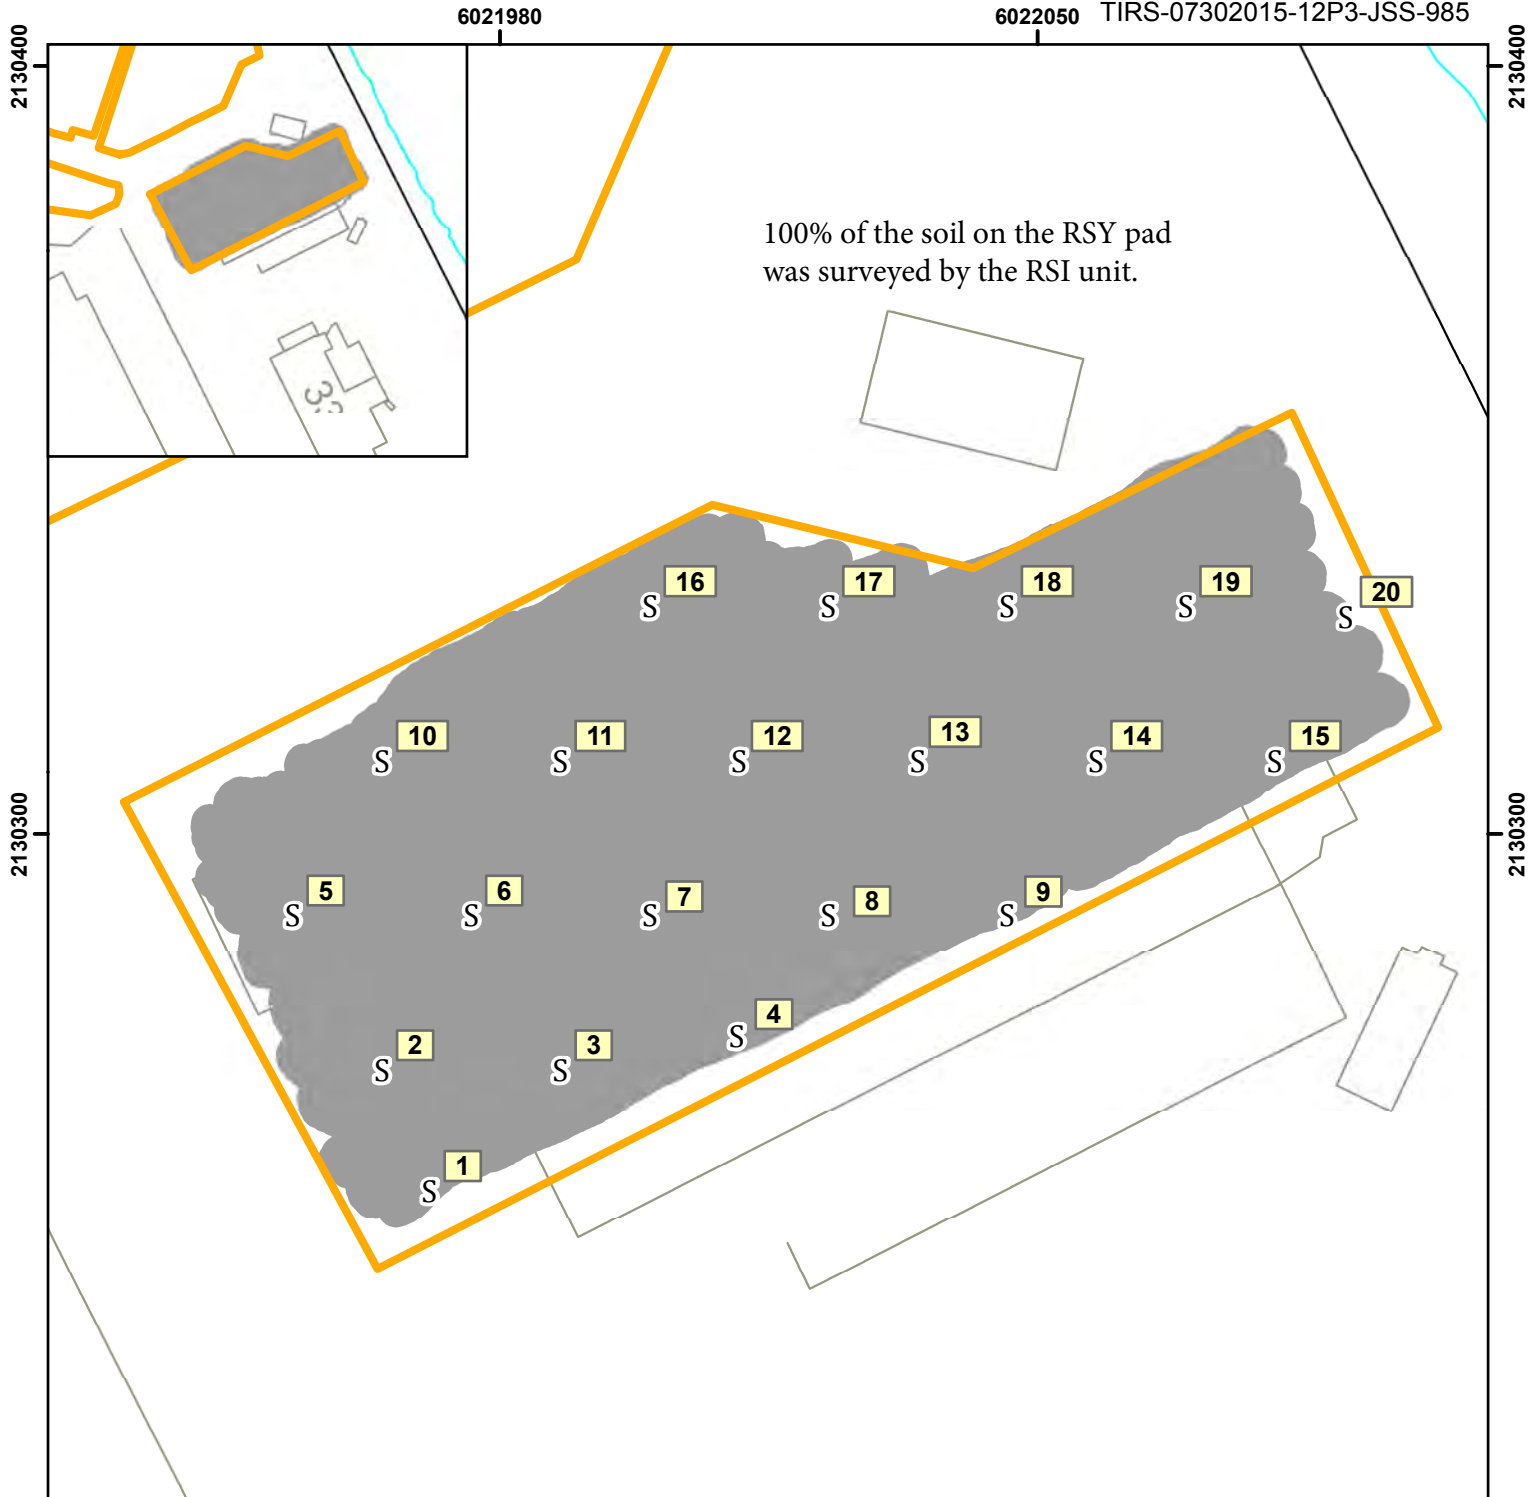 6021980
6022050
TIRS-07302015-12P3-JSS-985
2130400
2130400
100% of the soil on the RSY pad
was surveyed by the RSI unit.
16
S
17
S
18
S
19
S
20
S
10
S
11
S
12
S
13
S
14
S
15
S
2130300
2130300
5
S
6
S
7
S
8
S
9
S
4
S
2
S
3
S
1
S